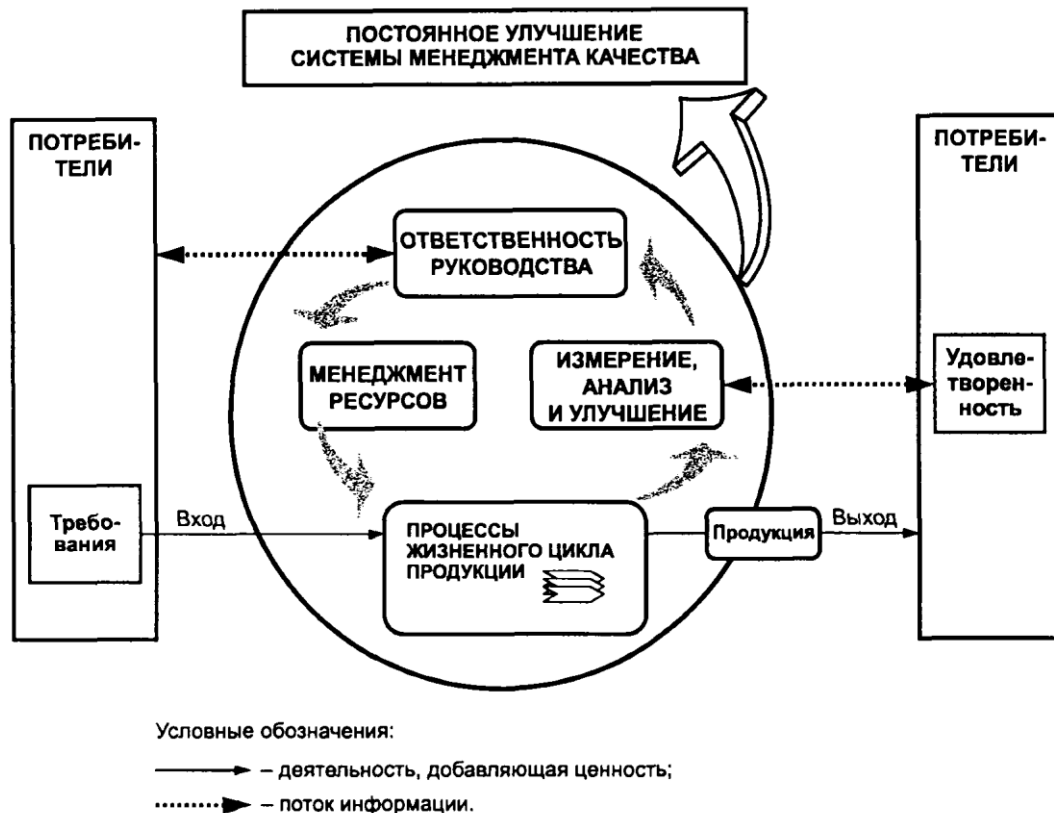 ПОСТОЯННОЕ УЛУЧШЕНИЕ
СИСТЕМЫ МЕНЕДЖМЕНТА КАЧЕСТВА
ПОТРЕБИ-
ТЕЛИ
ПОТРЕБИ-
ТЕЛИ
ОТВЕТСТВЕННОСТЬ
РУКОВОДСТВА
МЕНЕДЖМЕНТ
РЕСУРСОВ
ИЗМЕРЕНИЕ,
АНАЛИЗ
И УЛУЧШЕНИЕ
Удовле-
творен-
ность
Требо-
вания
Вход
ПРОЦЕССЫ
ЖИЗНЕННОГО ЦИКЛА
ПРОДУКЦИИ
Продукция
Выход
Условные обозначения:
– деятельность, добавляющая ценность;
– поток информации.